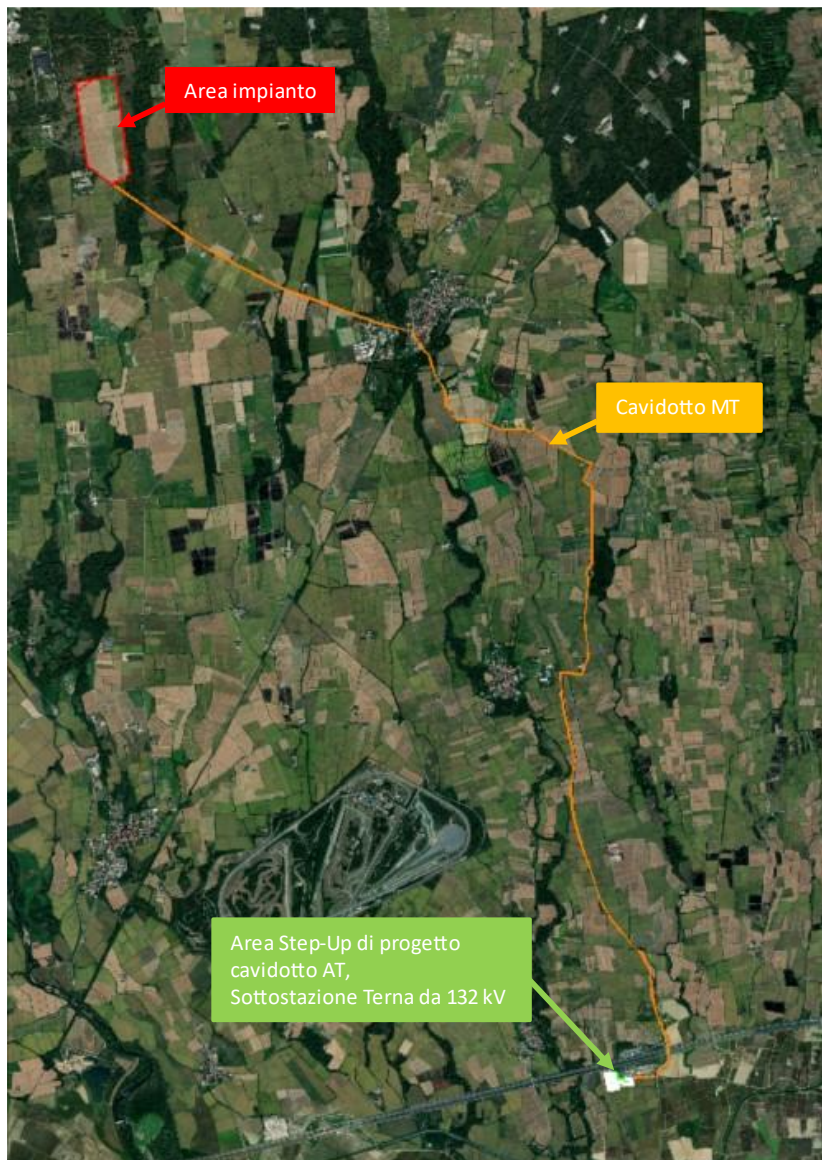 Area impianto
Cavidotto MT
Area Step-Up di progetto
cavidotto AT,
Sottostazione Terna da 132 kV